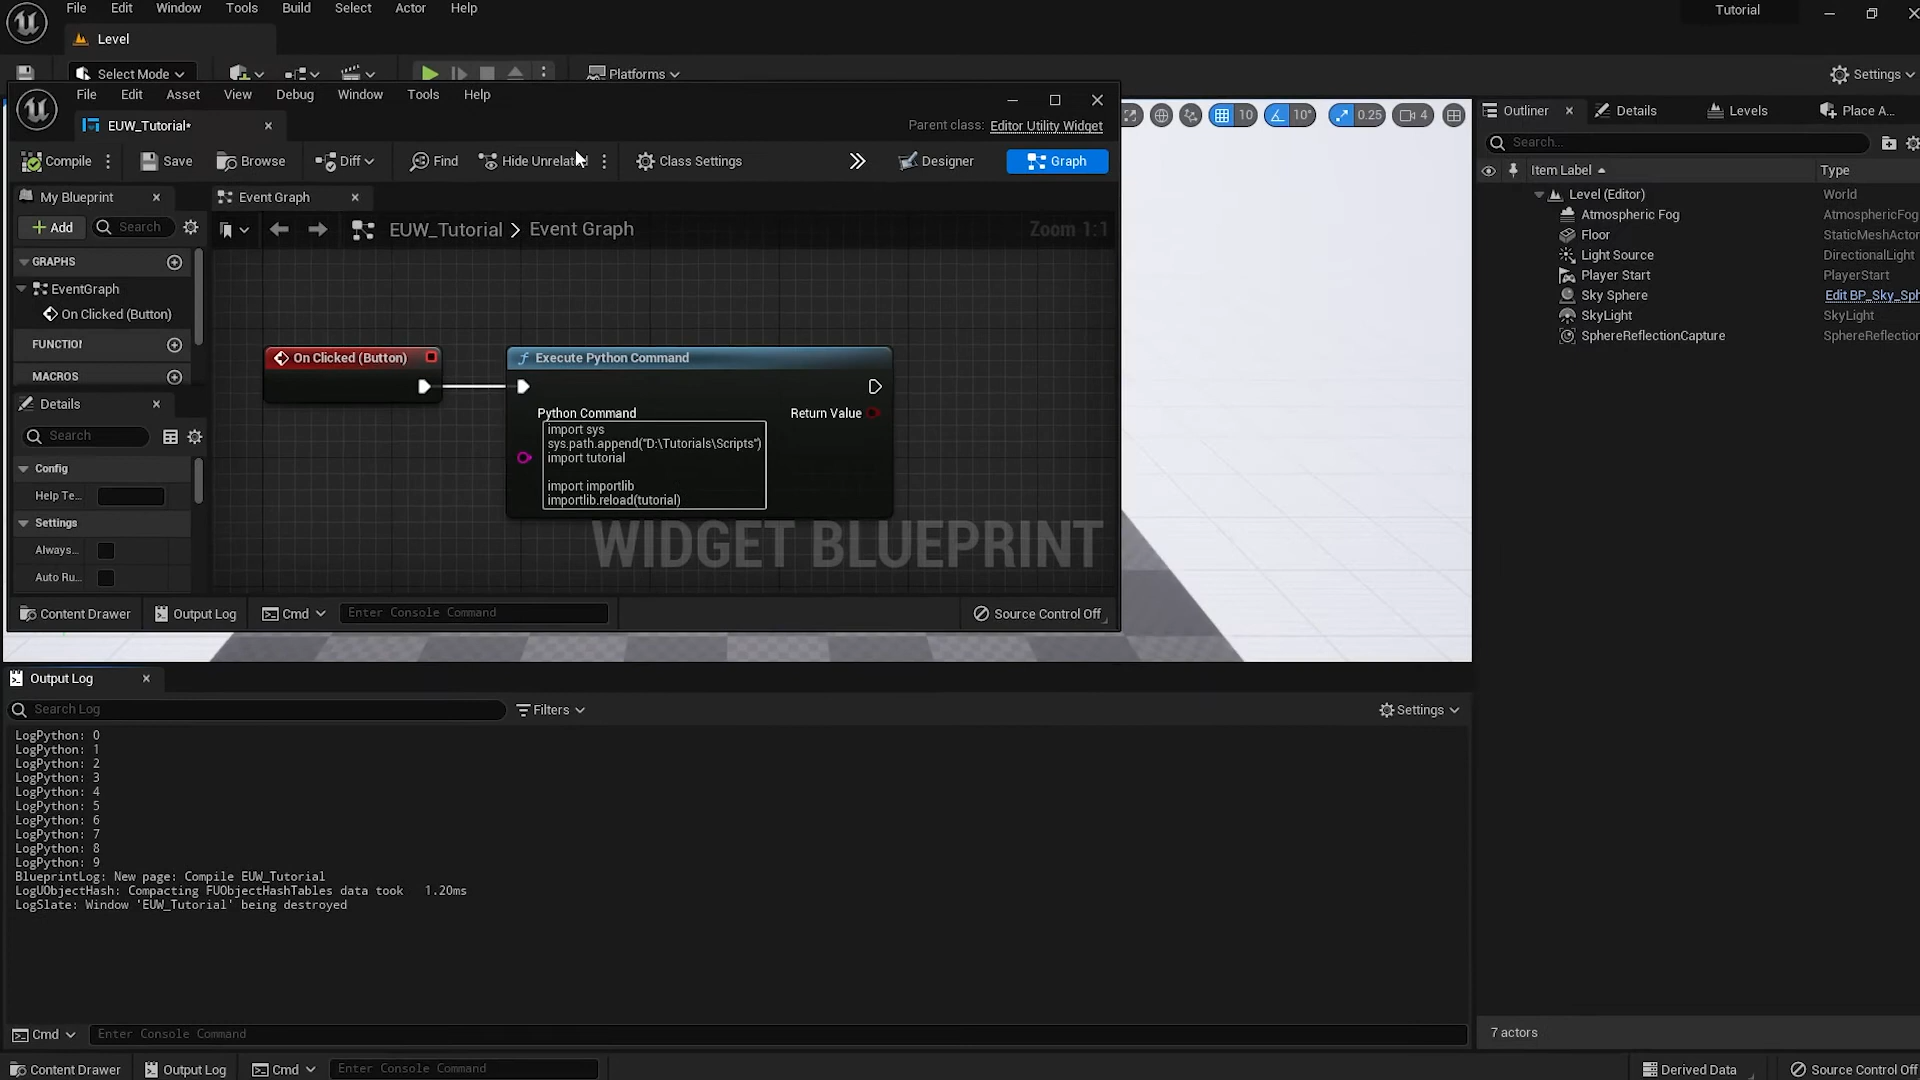 File Edit Window Tools Build Select Actor Help
Tutorial
Level
Select Mode
Platforms
Settings
File Edit Asset View Debug Window Tools Help
EUW_Tutorial*
Parent class: Editor Utility Widget
Compile
Save
Browse
Diff
Find
Hide Unrelate
Class Settings
Designer
Graph
My Blueprint
Event Graph
Add
Search
EUW_Tutorial > Event Graph
Zoom 1:1
GRAPHS
EventGraph
On Clicked (Button)
FUNCTION
MACROS
Details
Search
Config
Help Te...
Settings
Always...
Auto Ru...
On Clicked (Button)
Execute Python Command
Python Command
Return Value
import sys
sys.path.append("D:\Tutorials\Scripts")
import tutorial
import importlib
importlib.reload(tutorial)
WIDGET BLUEPRINT
Content Drawer
Output Log
Cmd
Enter Console Command
Source Control Off
10
10°
0.25
4
Outliner
Details
Levels
Place A...
Search...
Item Label
Type
Level (Editor) World
Atmospheric Fog AtmosphericFog
Floor StaticMeshActor
Light Source DirectionalLight
Player Start PlayerStart
Sky Sphere Edit BP_Sky_Sph
SkyLight SkyLight
SphereReflectionCapture SphereReflection
7 actors
Output Log
Search Log
Filters
Settings
LogPython: 0
LogPython: 1
LogPython: 2
LogPython: 3
LogPython: 4
LogPython: 5
LogPython: 6
LogPython: 7
LogPython: 8
LogPython: 9
BlueprintLog: New page: Compile EUW_Tutorial
LogUObjectHash: Compacting FUObjectHashTables data took 1.20ms
LogSlate: Window 'EUW_Tutorial' being destroyed
Cmd
Enter Console Command
Content Drawer
Output Log
Cmd
Enter Console Command
Derived Data
Source Control Off